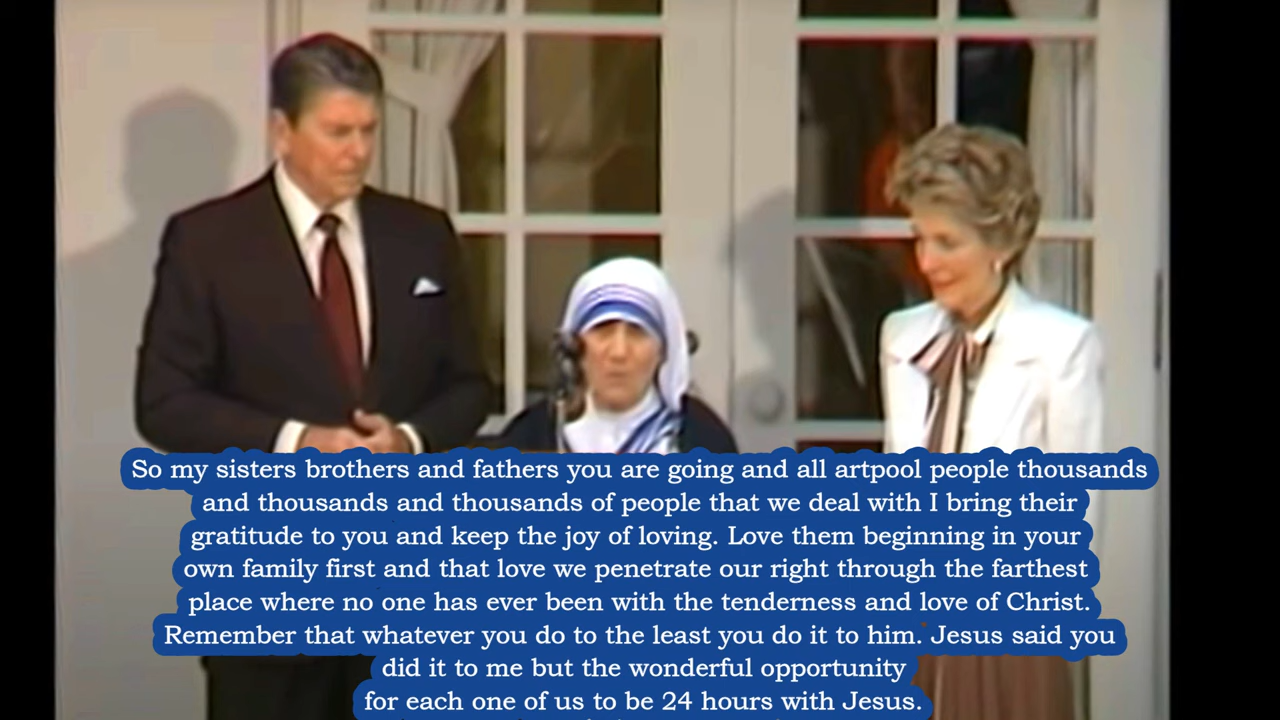 So my sisters brothers and fathers you are going and all artpool people thousands
and thousands and thousands of people that we deal with I bring their
gratitude to you and keep the joy of loving. Love them beginning in your
own family first and that love we penetrate our right through the farthest
place where no one has ever been with the tenderness and love of Christ.
Remember that whatever you do to the least you do it to him. Jesus said you
did it to me but the wonderful opportunity
for each one of us to be 24 hours with Jesus.